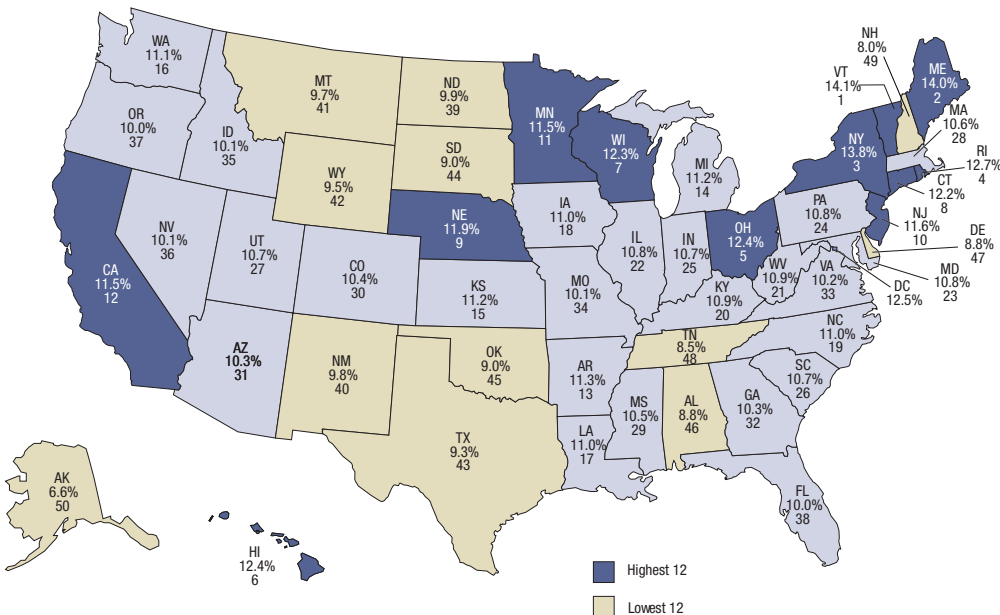 WA
11.1%
16
OR
10.0%
37
CA
11.5%
12
ID
10.1%
35
NV
10.1%
36
UT
10.7%
27
AZ
10.3%
31
MT
9.7%
41
WY
9.5%
42
CO
10.4%
30
NM
9.8%
40
ND
9.9%
39
SD
9.0%
44
NE
11.9%
9
KS
11.2%
15
OK
9.0%
45
TX
9.3%
43
MN
11.5%
11
IA
11.0%
18
MO
10.1%
34
AR
11.3%
13
LA
11.0%
17
WI
12.3%
7
IL
10.8%
22
MS
10.5%
29
MI
11.2%
14
IN
10.7%
25
KY
10.9%
20
TN
8.5%
48
AL
8.8%
46
OH
12.4%
5
WV
10.9%
21
GA
10.3%
32
FL
10.0%
38
SC
10.7%
26
NC
11.0%
19
VA
10.2%
33
PA
10.8%
24
NY
13.8%
3
VT
14.1%
1
NH
8.0%
49
ME
14.0%
2
MA
10.6%
28
RI
12.7%
4
CT
12.2%
8
NJ
11.6%
10
DE
8.8%
47
MD
10.8%
23
DC
12.5%
AK
6.6%
50
HI
12.4%
6
Highest 12
Lowest 12